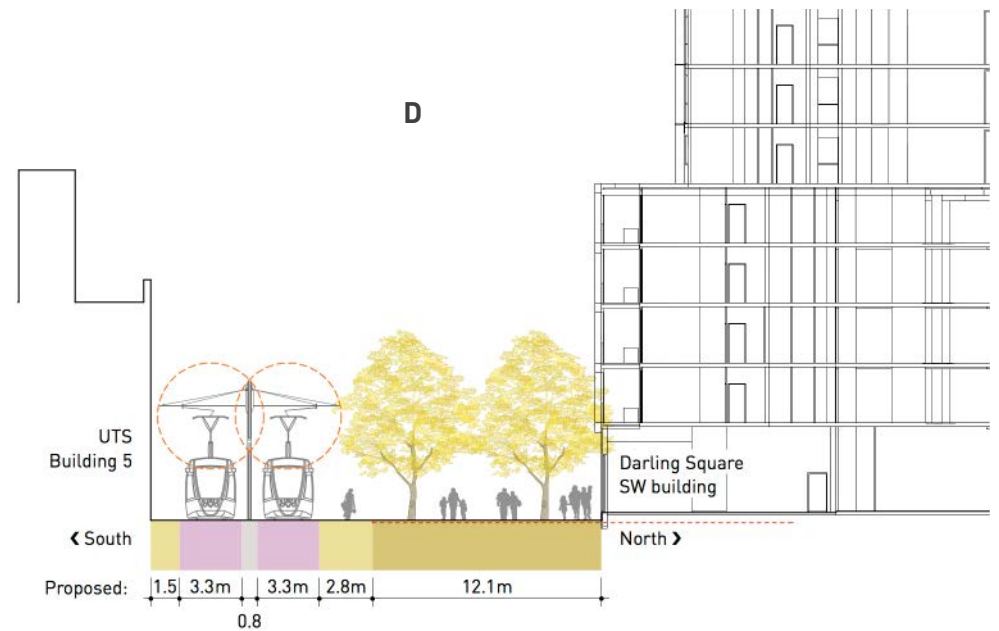 D
UTS
Building 5
Darling Square
SW building
❮ South
North ❯
Proposed: 1.5 3.3m 3.3m 2.8m 12.1m
0.8